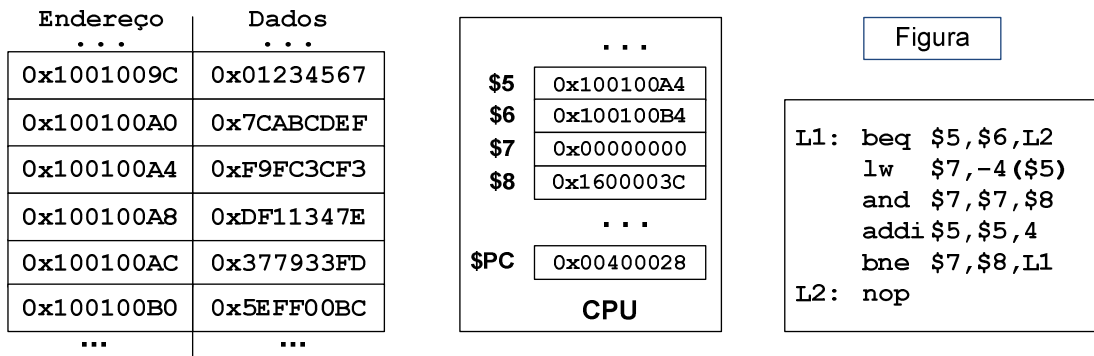 Endereço Dados
... ...
0x1001009C 0x01234567
0x100100A0 0x7CABCDEF
0x100100A4 0xF9FC3CF3
0x100100A8 0xDF11347E
0x100100AC 0x377933FD
0x100100B0 0x5EFF00BC
... ...
...
$5 0x100100A4
$6 0x100100B4
$7 0x00000000
$8 0x1600003C
...
$PC 0x00400028
CPU
Figura
L1: beq $5,$6,L2
lw $7,-4($5)
and $7,$7,$8
addi $5,$5,4
bne $7,$8,L1
L2: nop